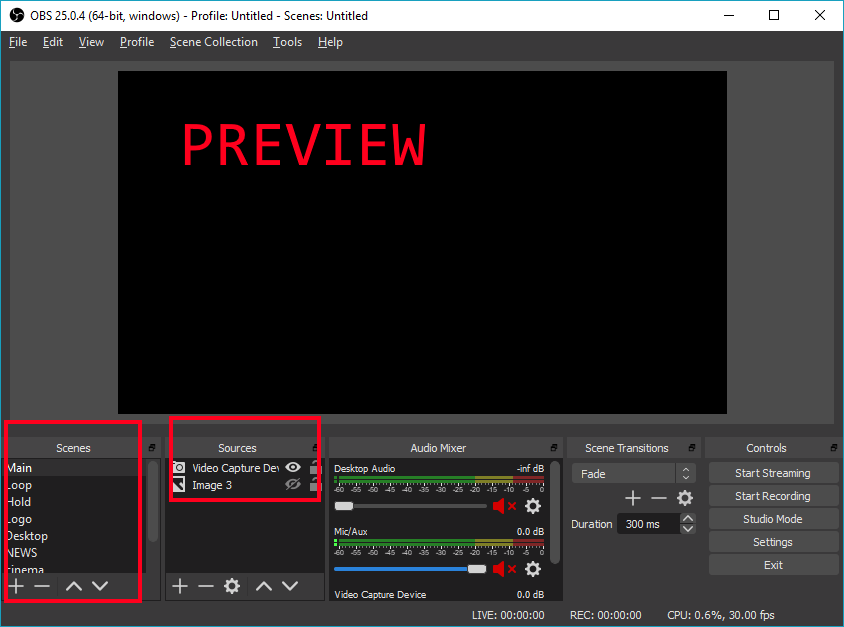 OBS 25.0.4 (64-bit, windows) - Profile: Untitled - Scenes: Untitled
File Edit View Profile Scene Collection Tools Help
PREVIEW
Scenes
Main
Loop
Hold
Logo
Desktop
NEWS
cinema
Sources
Video Capture Dev
Image 3
Audio Mixer
Desktop Audio -inf dB
-60 -55 -50 -45 -40 -35 -30 -25 -20 -15 -10 -5 0
Mic/Aux 0.0 dB
-60 -55 -50 -45 -40 -35 -30 -25 -20 -15 -10 -5 0
Video Capture Device 0.0 dB
Scene Transitions
Fade
Duration 300 ms
Controls
Start Streaming
Start Recording
Studio Mode
Settings
Exit
LIVE: 00:00:00 REC: 00:00:00 CPU: 0.6%, 30.00 fps